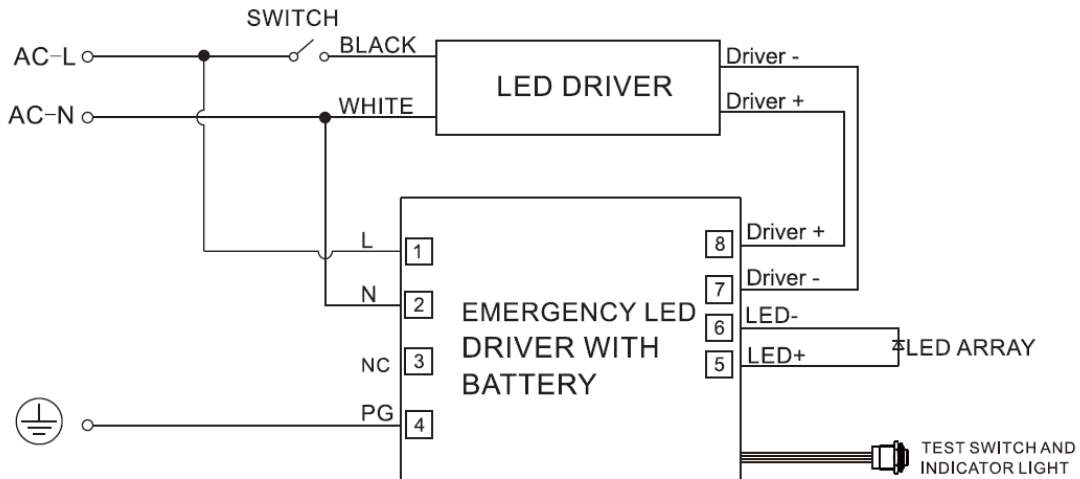 SWITCH
AC-L
BLACK
LED DRIVER
Driver -
Driver +
AC-N
WHITE
L
1
N
2
NC
3
PG
4
EMERGENCY LED
DRIVER WITH
BATTERY
8
Driver +
7
Driver -
6
LED-
5
LED+
LED ARRAY
TEST SWITCH AND
INDICATOR LIGHT